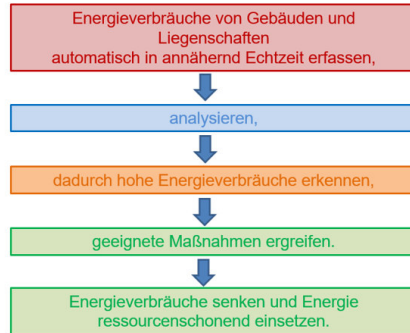 Energieverbräuche von Gebäuden und
Liegenschaften
automatisch in annähernd Echtzeit erfassen,
analysieren,
dadurch hohe Energieverbräuche erkennen,
geeignete Maßnahmen ergreifen.
Energieverbräuche senken und Energie
ressourcenschonend einsetzen.